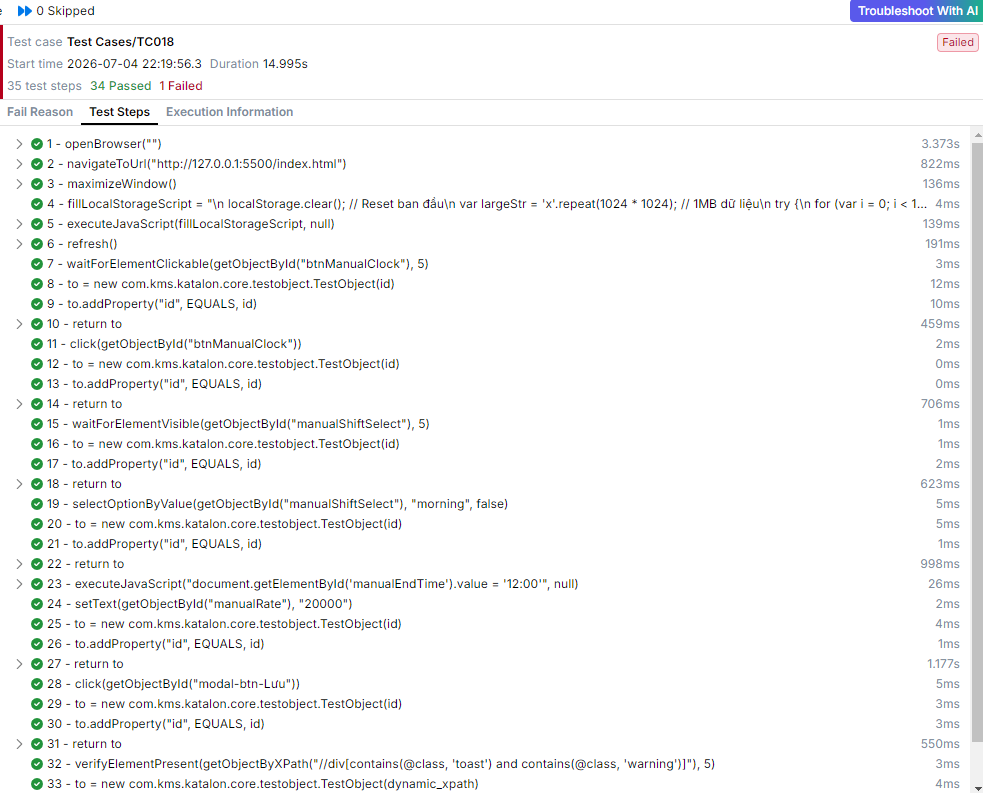 0 Skipped
Troubleshoot With AI
Test case Test Cases/TC018
Failed
Start time 2026-07-04 22:19:56.3 Duration 14.995s
35 test steps 34 Passed 1 Failed
Fail Reason Test Steps Execution Information
1 - openBrowser("") 3.373s
2 - navigateToUrl("http://127.0.0.1:5500/index.html") 822ms
3 - maximizeWindow() 136ms
4 - fillLocalStorageScript = "\n localStorage.clear(); // Reset ban đầu\n var largeStr = 'x'.repeat(1024 * 1024); // 1MB dữ liệu\n try {\n for (var i = 0; i < 1... 4ms
5 - executeJavaScript(fillLocalStorageScript, null) 139ms
6 - refresh() 191ms
7 - waitForElementClickable(getObjectById("btnManualClock"), 5) 3ms
8 - to = new com.kms.katalon.core.testobject.TestObject(id) 12ms
9 - to.addProperty("id", EQUALS, id) 10ms
10 - return to 459ms
11 - click(getObjectById("btnManualClock")) 2ms
12 - to = new com.kms.katalon.core.testobject.TestObject(id) 0ms
13 - to.addProperty("id", EQUALS, id) 0ms
14 - return to 706ms
15 - waitForElementVisible(getObjectById("manualShiftSelect"), 5) 1ms
16 - to = new com.kms.katalon.core.testobject.TestObject(id) 1ms
17 - to.addProperty("id", EQUALS, id) 2ms
18 - return to 623ms
19 - selectOptionByValue(getObjectById("manualShiftSelect"), "morning", false) 5ms
20 - to = new com.kms.katalon.core.testobject.TestObject(id) 5ms
21 - to.addProperty("id", EQUALS, id) 1ms
22 - return to 998ms
23 - executeJavaScript("document.getElementById('manualEndTime').value = '12:00'", null) 26ms
24 - setText(getObjectById("manualRate"), "20000") 2ms
25 - to = new com.kms.katalon.core.testobject.TestObject(id) 4ms
26 - to.addProperty("id", EQUALS, id) 1ms
27 - return to 1.177s
28 - click(getObjectById("modal-btn-Lưu")) 5ms
29 - to = new com.kms.katalon.core.testobject.TestObject(id) 3ms
30 - to.addProperty("id", EQUALS, id) 3ms
31 - return to 550ms
32 - verifyElementPresent(getObjectByXPath("//div[contains(@class, 'toast') and contains(@class, 'warning')]"), 5) 3ms
33 - to = new com.kms.katalon.core.testobject.TestObject(dynamic_xpath) 4ms